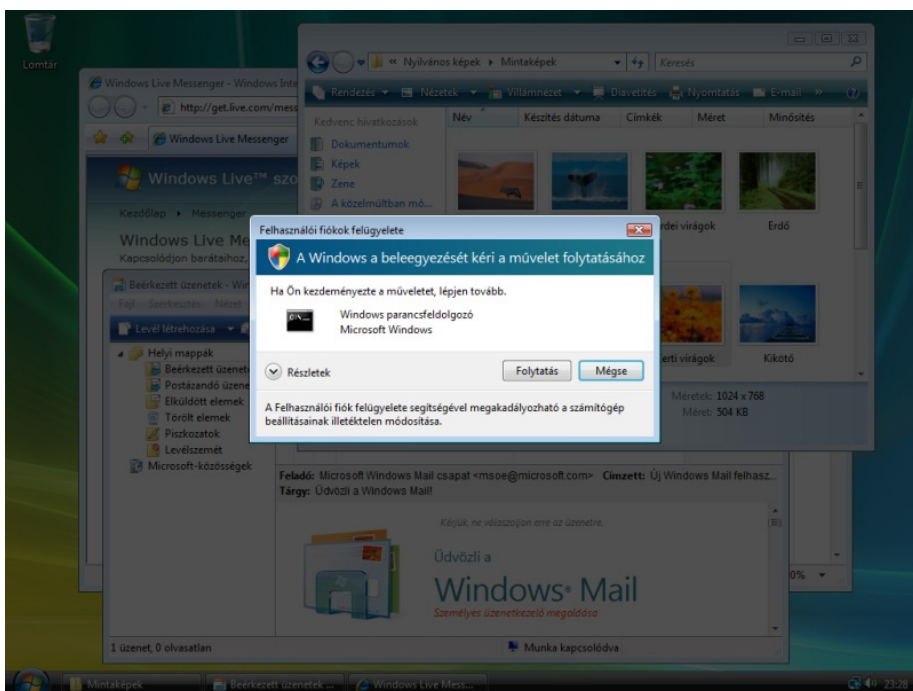 Lomtár
Windows Live Messenger - Windows Inte
http://get.live.com/mess
Windows Live Messenger
Windows Live™ szo
Kezdőlap ▸ Messenger
Windows Live Me
Kapcsolódjon barátaihoz,
« Nyilvános képek ▸ Mintaképek
Keresés
Rendezés Nézetek Villámnézet Diavetítés Nyomtatás E-mail »
Kedvenc hivatkozások
Dokumentumok
Képek
Zene
A közelmúltban mó...
Név Készítés dátuma Címkék Méret Minősítés
rdei virágok Erdő
erti virágok Kikötő
Méretek: 1024 x 768
Méret: 504 KB
Felhasználói fiókok felügyelete
A Windows a beleegyezését kéri a művelet folytatásához
Ha Ön kezdeményezte a műveletet, lépjen tovább.
Windows parancsfeldolgozó
Microsoft Windows
Részletek
Folytatás Mégse
A Felhasználói fiók felügyelete segítségével megakadályozható a számítógép
beállításainak illetéktelen módosítása.
Beérkezett üzenetek - Win
Fájl Szerkesztés Nézet
Levél létrehozása
Helyi mappák
Beérkezett üzenete
Postázandó üzene
Elküldött elemek
Törölt elemek
Piszkozatok
Levélszemét
Microsoft-közösségek
Feladó: Microsoft Windows Mail csapat <msoe@microsoft.com> Címzett: Új Windows Mail felhasz...
Tárgy: Üdvözli a Windows Mail!
Kérjük, ne válaszoljon erre az üzenetre.
Üdvözli a
Windows® Mail
Személyes üzenetkezelő megoldása
0%
1 üzenet, 0 olvasatlan
Munka kapcsolódva
Mintaképek
Beérkezett üzenetek ...
Windows Live Mess...
23:28